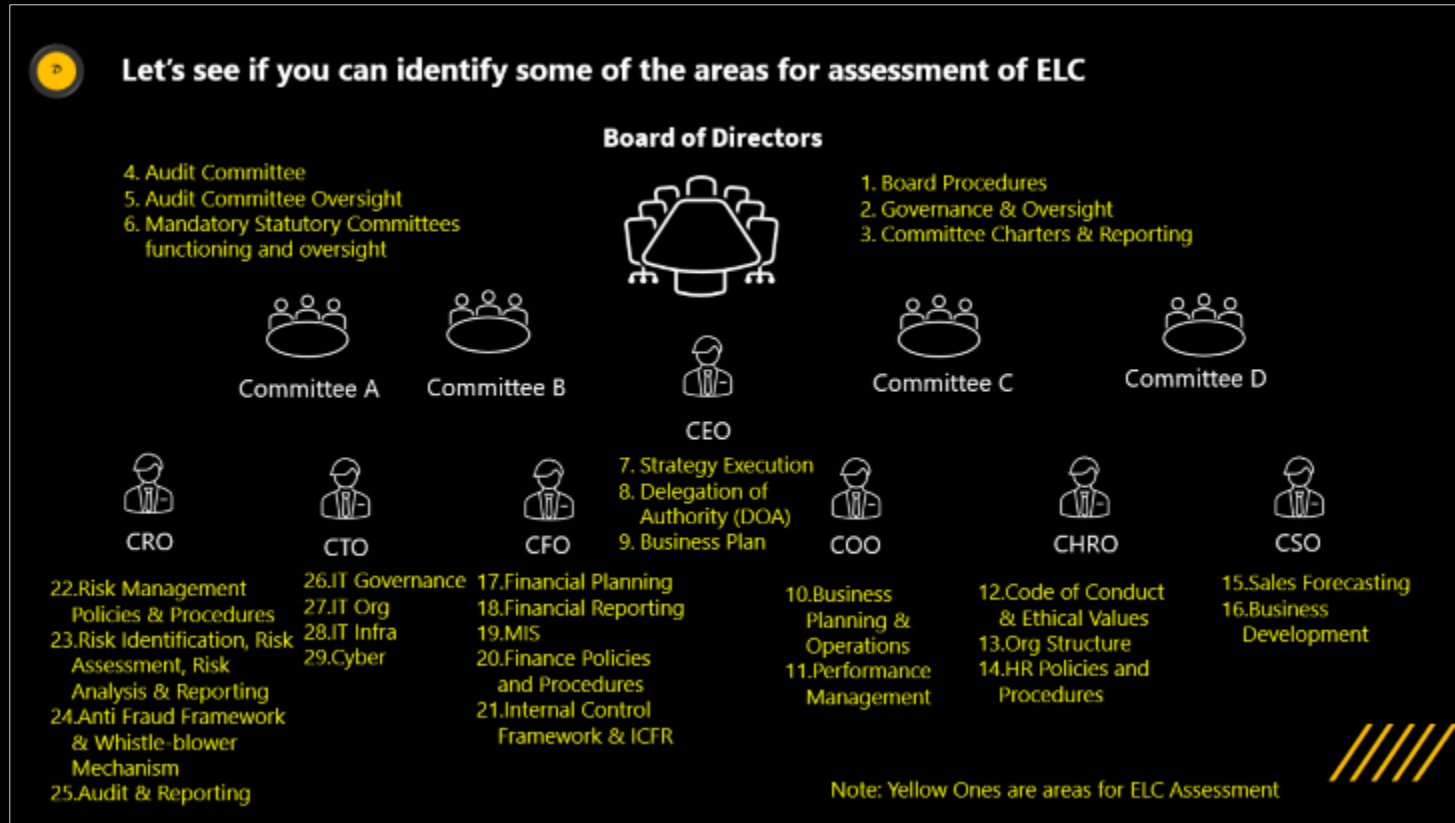 Let's see if you can identify some of the areas for assessment of ELC
Board of Directors
4. Audit Committee
5. Audit Committee Oversight
6. Mandatory Statutory Committees
functioning and oversight
1. Board Procedures
2. Governance & Oversight
3. Committee Charters & Reporting
Committee A
Committee B
Committee C
Committee D
CEO
7. Strategy Execution
8. Delegation of
Authority (DOA)
9. Business Plan
CRO
22.Risk Management
Policies & Procedures
23.Risk Identification, Risk
Assessment, Risk
Analysis & Reporting
24.Anti Fraud Framework
& Whistle-blower
Mechanism
25.Audit & Reporting
CTO
26.IT Governance
27.IT Org
28.IT Infra
29.Cyber
CFO
17.Financial Planning
18.Financial Reporting
19.MIS
20.Finance Policies
and Procedures
21.Internal Control
Framework & ICFR
COO
10.Business
Planning &
Operations
11.Performance
Management
CHRO
12.Code of Conduct
& Ethical Values
13.Org Structure
14.HR Policies and
Procedures
CSO
15.Sales Forecasting
16.Business
Development
Note: Yellow Ones are areas for ELC Assessment